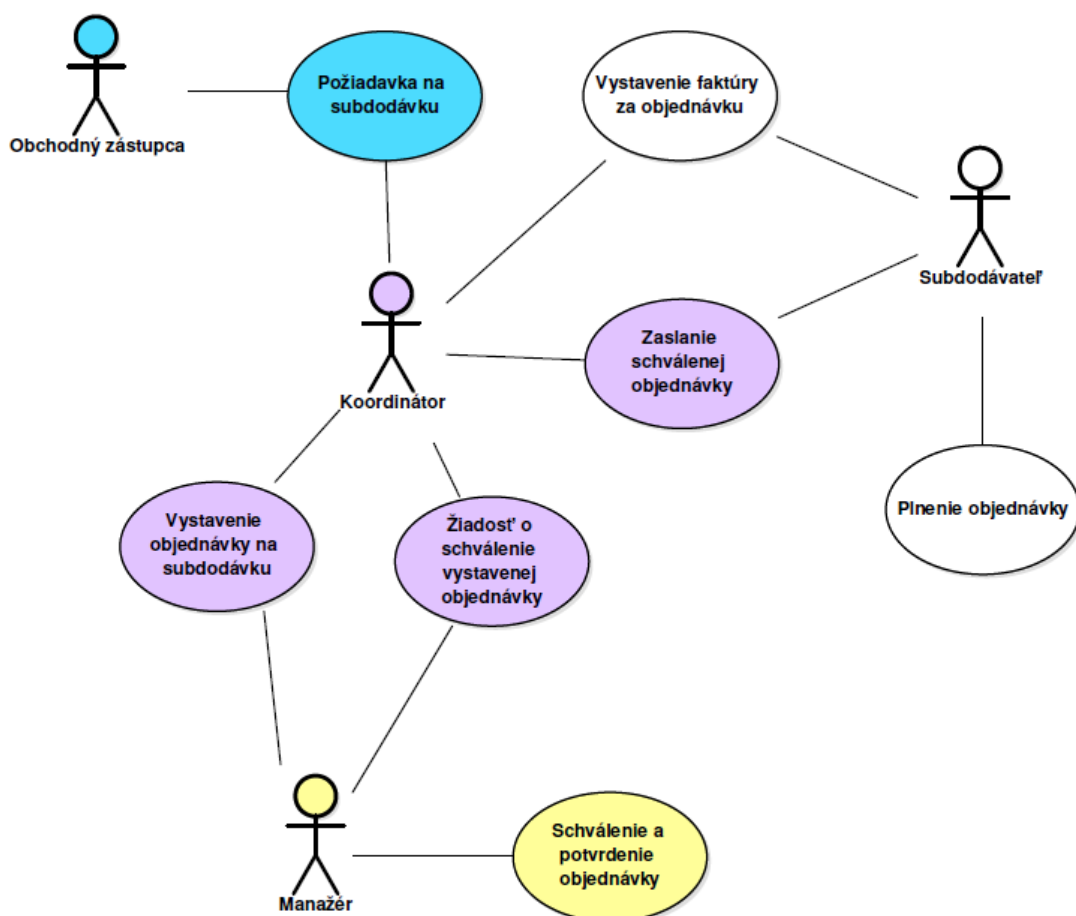 Požiadavka na
subdodávku
Obchodný zástupca
Vystavenie faktúry
za objednávku
Subdodávateľ
Koordinátor
Zaslanie
schválenej
objednávky
Plnenie objednávky
Vystavenie
objednávky na
subdodávku
Žiadosť o
schválenie
vystavenej
objednávky
Manažér
Schválenie a
potvrdenie
objednávky